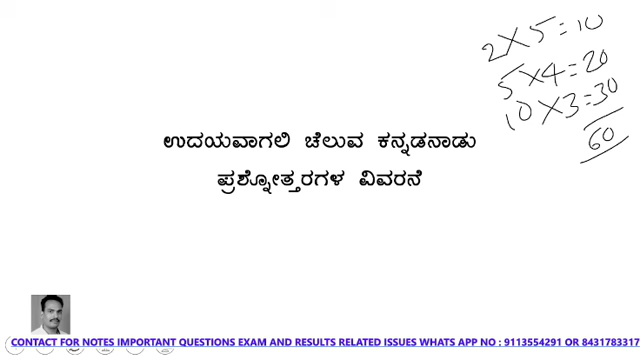 2 X 5 = 10
5 X 4 = 20
10 X 3 = 30
60
ಉದಯವಾಗಲಿ ಚೆಲುವ ಕನ್ನಡನಾಡು
ಪ್ರಶ್ನೋತ್ತರಗಳ ವಿವರನೆ
CONTACT FOR NOTES IMPORTANT QUESTIONS EXAM AND RESULTS RELATED ISSUES WHATS APP NO : 9113554291 OR 8431783317